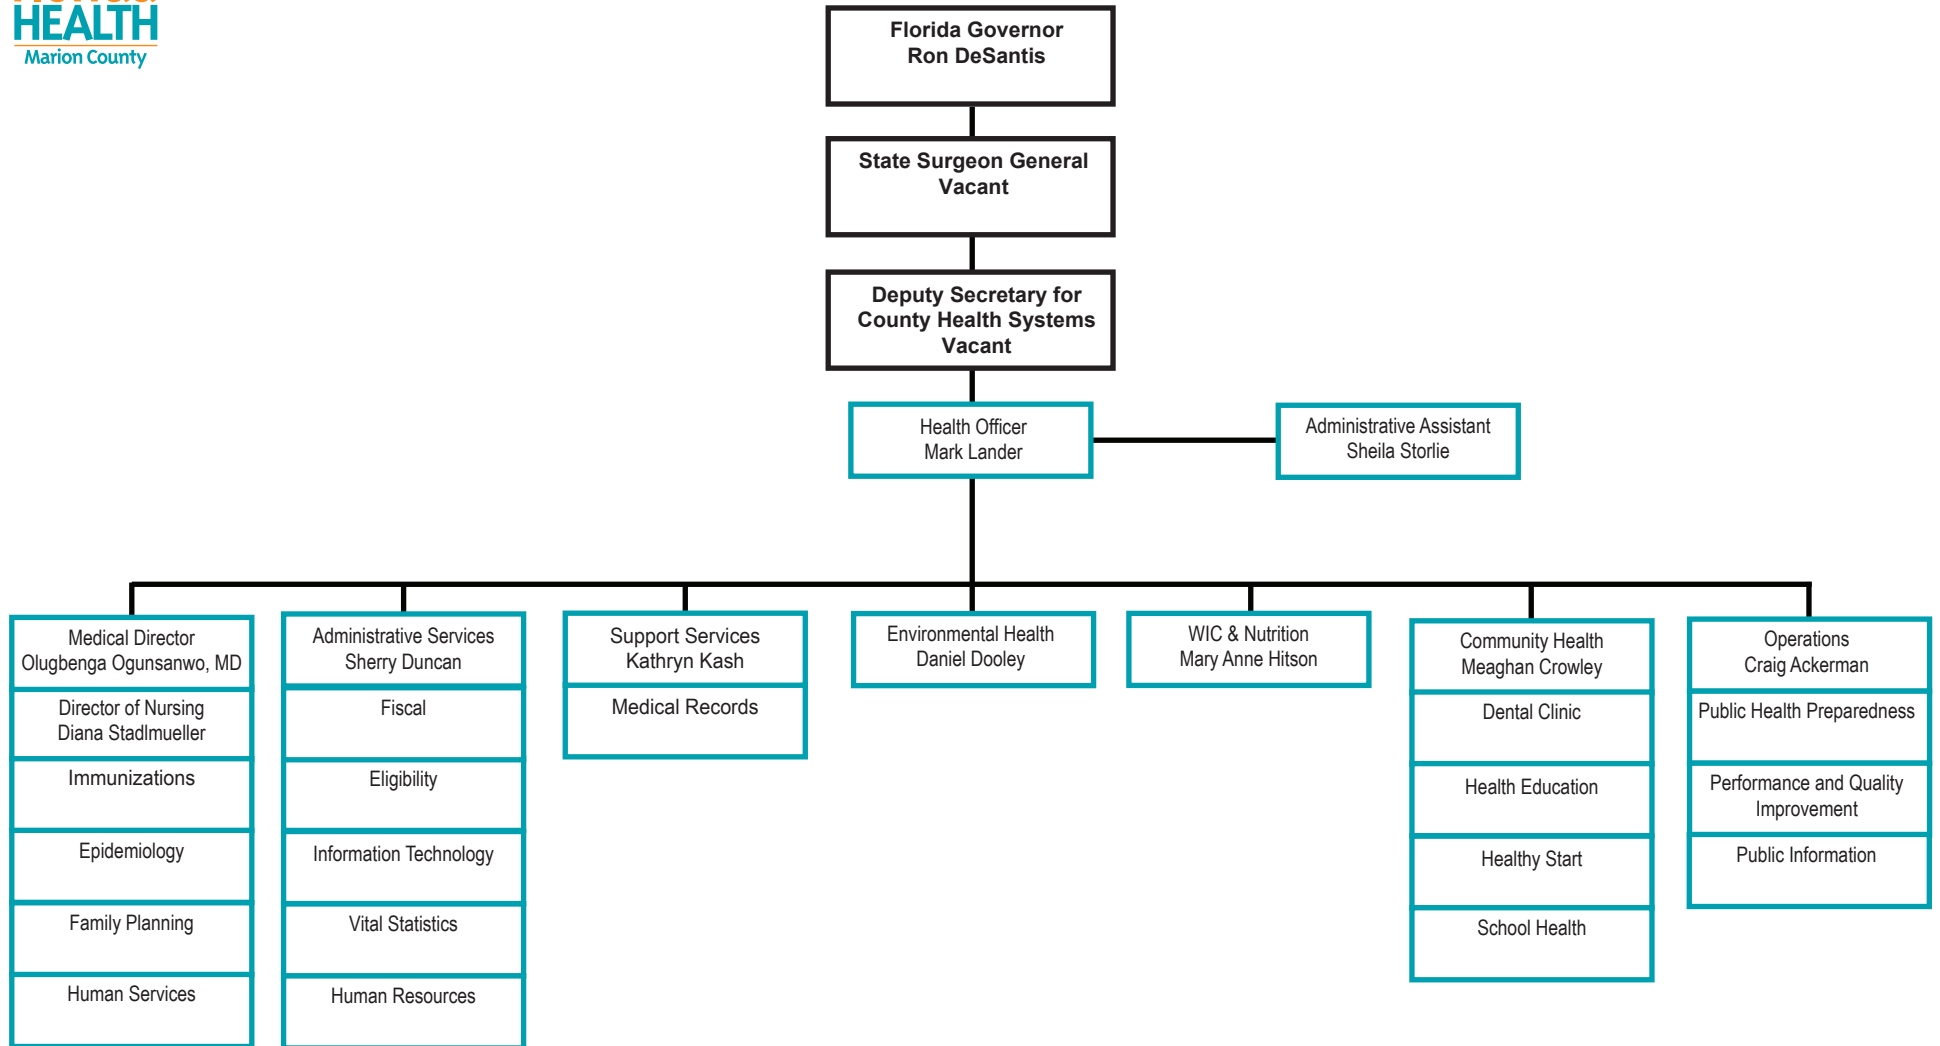 HEALTH
Marion County
Florida Governor
Ron DeSantis
State Surgeon General
Vacant
Deputy Secretary for
County Health Systems
Vacant
Health Officer
Mark Lander
Administrative Assistant
Sheila Storlie
Medical Director
Olugbenga Ogunsanwo, MD
Director of Nursing
Diana Stadlmueller
Immunizations
Epidemiology
Family Planning
Human Services
Administrative Services
Sherry Duncan
Fiscal
Eligibility
Information Technology
Vital Statistics
Human Resources
Support Services
Kathryn Kash
Medical Records
Environmental Health
Daniel Dooley
WIC & Nutrition
Mary Anne Hitson
Community Health
Meaghan Crowley
Dental Clinic
Health Education
Healthy Start
School Health
Operations
Craig Ackerman
Public Health Preparedness
Performance and Quality
Improvement
Public Information